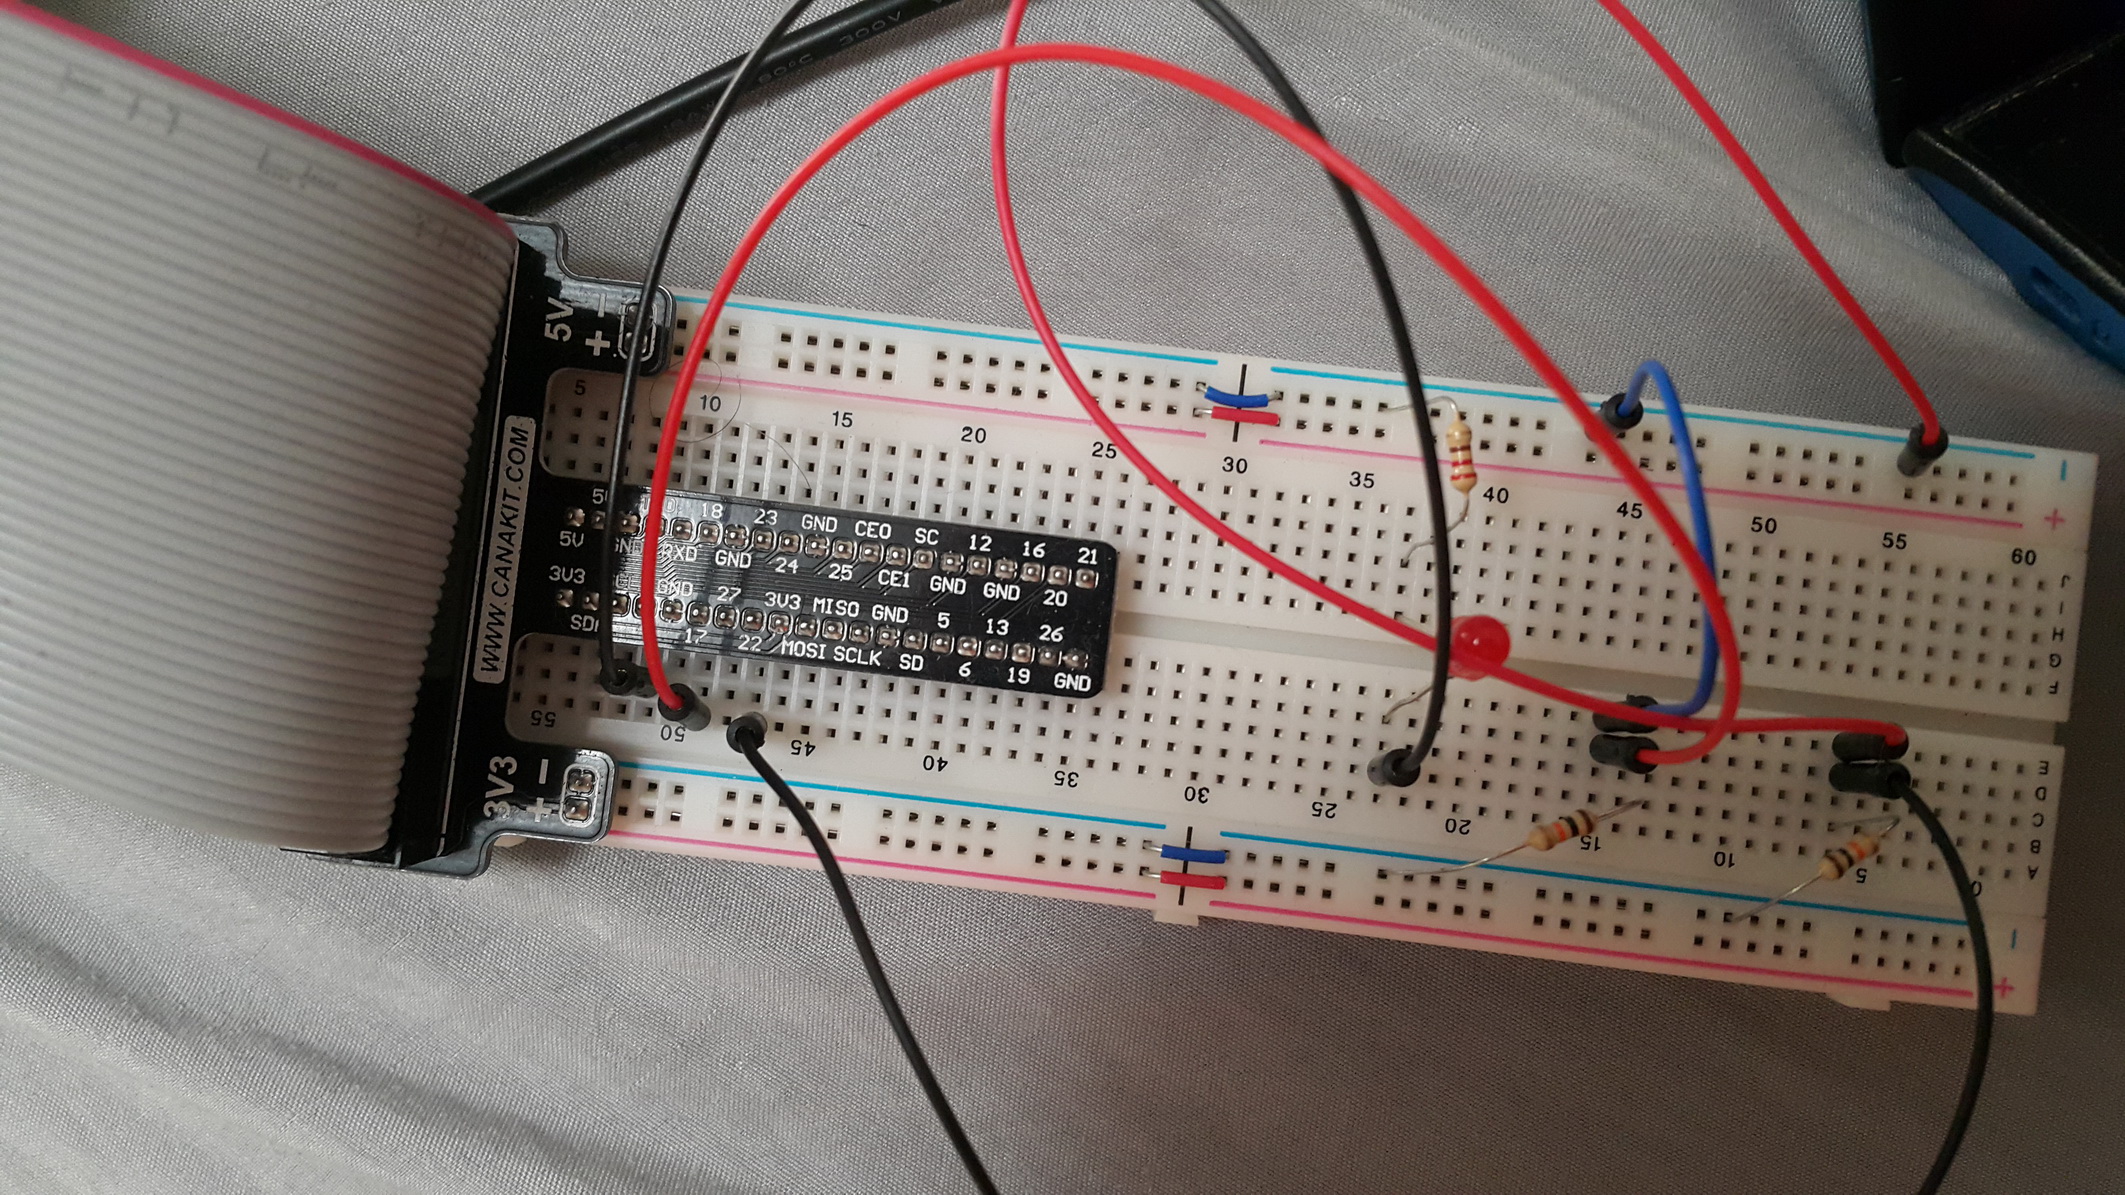 80°C 300V
5V
- +
5 10 15 20 25 30 35 40 45 50 55 60
-
+
J
I
H
G
F
WWW.CANAKIT.COM
18 23 GND CE0 SC 12 16 21
5V GND RXD GND 24 25 CE1 GND GND 20
3V3 GND 27 3V3 MISO GND 5 13 26
17 22 MOSI SCLK SD 6 19 GND
E
D
C
B
A
55 50 45 40 35 30 25 20 15 10 5
3V3
- +
-
+